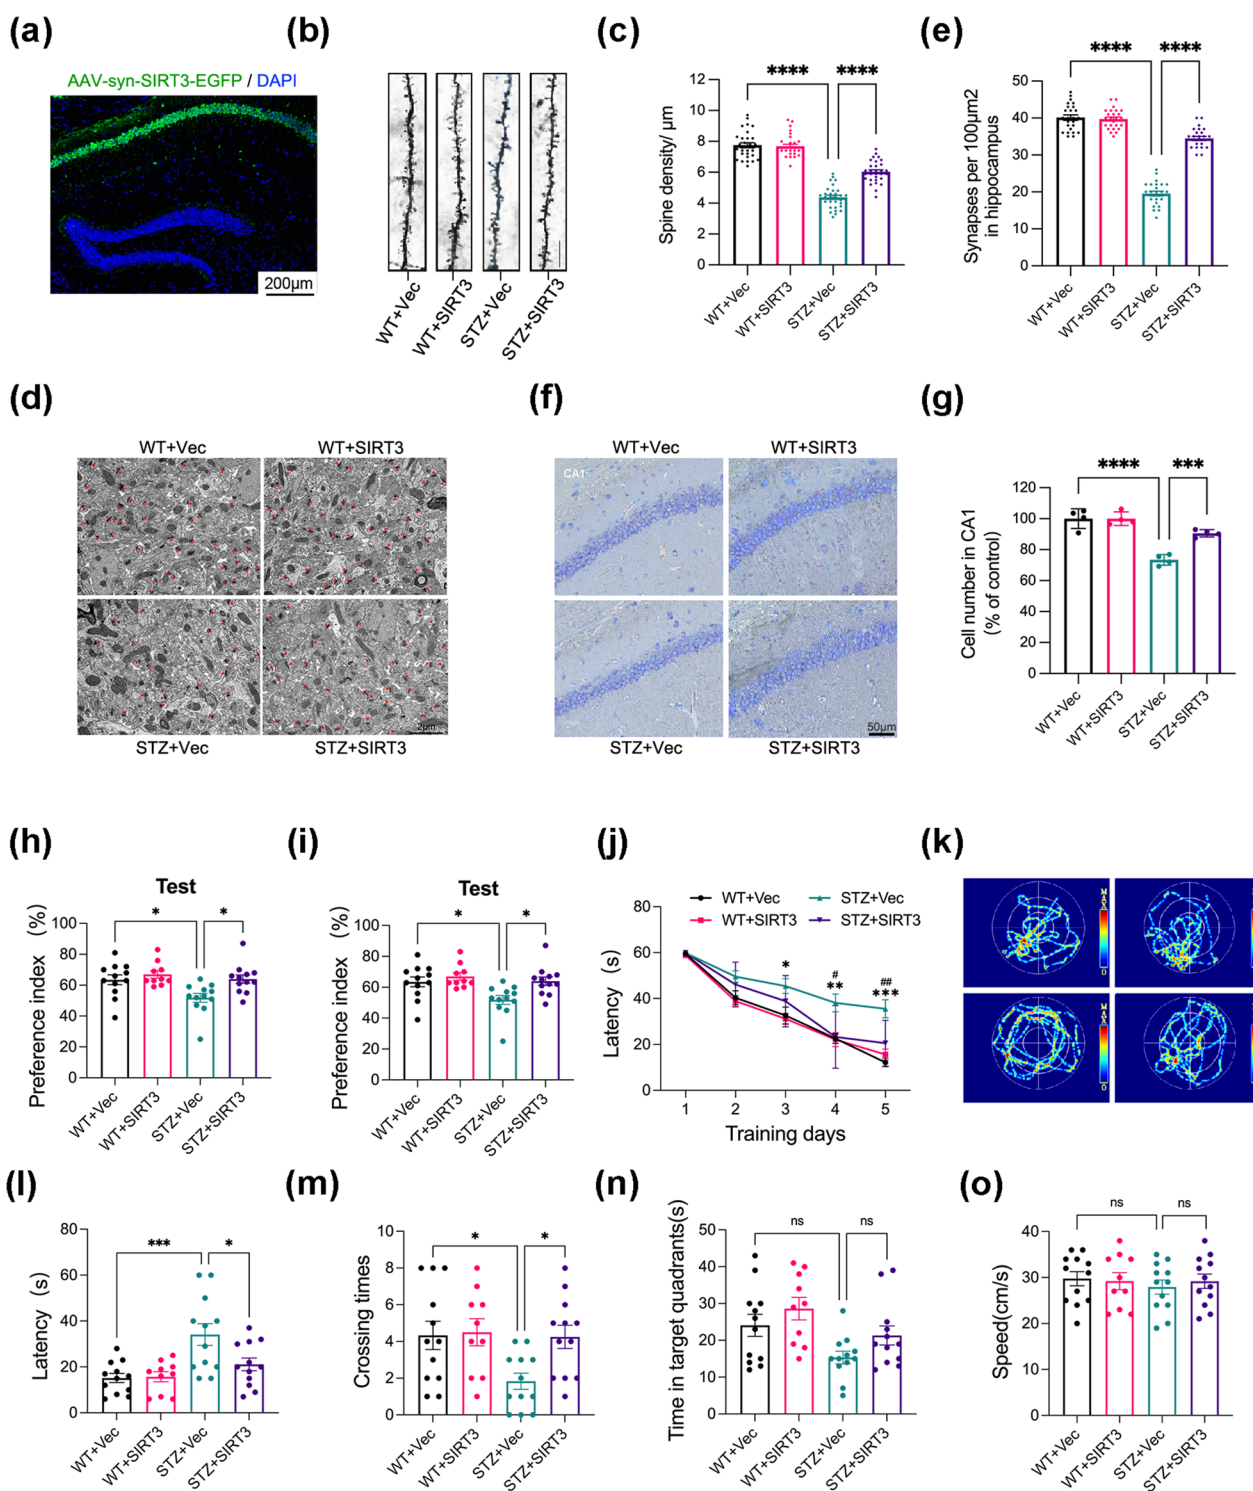 (a)
AAV-syn-SIRT3-EGFP / DAPI
200µm
(b)
WT+Vec
WT+SIRT3
STZ+Vec
STZ+SIRT3
(c)
**** ****
Spine density/ µm
12
10
8
6
4
2
0
WT+Vec
WT+SIRT3
STZ+Vec
STZ+SIRT3
(e)
**** ****
Synapses per 100µm2
in hippocampus
50
40
30
20
10
0
WT+Vec
WT+SIRT3
STZ+Vec
STZ+SIRT3
(d)
WT+Vec WT+SIRT3
2µm
STZ+Vec STZ+SIRT3
(f)
WT+Vec WT+SIRT3
CA1
50µm
STZ+Vec STZ+SIRT3
(g)
**** ***
Cell number in CA1
(% of control)
120
100
80
60
40
20
0
WT+Vec
WT+SIRT3
STZ+Vec
STZ+SIRT3
(h)
Test
* *
Preference index (%)
100
80
60
40
20
0
WT+Vec
WT+SIRT3
STZ+Vec
STZ+SIRT3
(i)
Test
* *
Preference index (%)
100
80
60
40
20
0
WT+Vec
WT+SIRT3
STZ+Vec
STZ+SIRT3
(j)
WT+Vec STZ+Vec
WT+SIRT3 STZ+SIRT3
Latency (s)
80
60
40
20
0
*
#
**
##
***
1 2 3 4 5
Training days
(k)
MAX
0
MAX
0
(l)
*** *
Latency (s)
80
60
40
20
0
WT+Vec
WT+SIRT3
STZ+Vec
STZ+SIRT3
(m)
* *
Crossing times
10
8
6
4
2
0
WT+Vec
WT+SIRT3
STZ+Vec
STZ+SIRT3
(n)
ns ns
Time in target quadrants(s)
50
40
30
20
10
0
WT+Vec
WT+SIRT3
STZ+Vec
STZ+SIRT3
(o)
ns ns
Speed(cm/s)
40
30
20
10
0
WT+Vec
WT+SIRT3
STZ+Vec
STZ+SIRT3